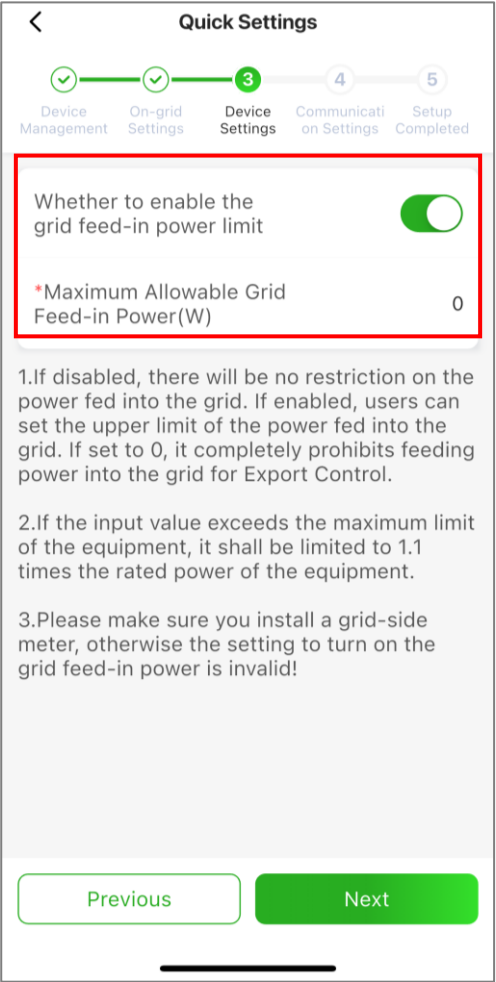 Quick Settings
3
4
5
Device
Management
On-grid
Settings
Device
Settings
Communicati
on Settings
Setup
Completed
Whether to enable the
grid feed-in power limit
*Maximum Allowable Grid
Feed-in Power(W)
0
1.If disabled, there will be no restriction on the
power fed into the grid. If enabled, users can
set the upper limit of the power fed into the
grid. If set to 0, it completely prohibits feeding
power into the grid for Export Control.
2.If the input value exceeds the maximum limit
of the equipment, it shall be limited to 1.1
times the rated power of the equipment.
3.Please make sure you install a grid-side
meter, otherwise the setting to turn on the
grid feed-in power is invalid!
Previous
Next